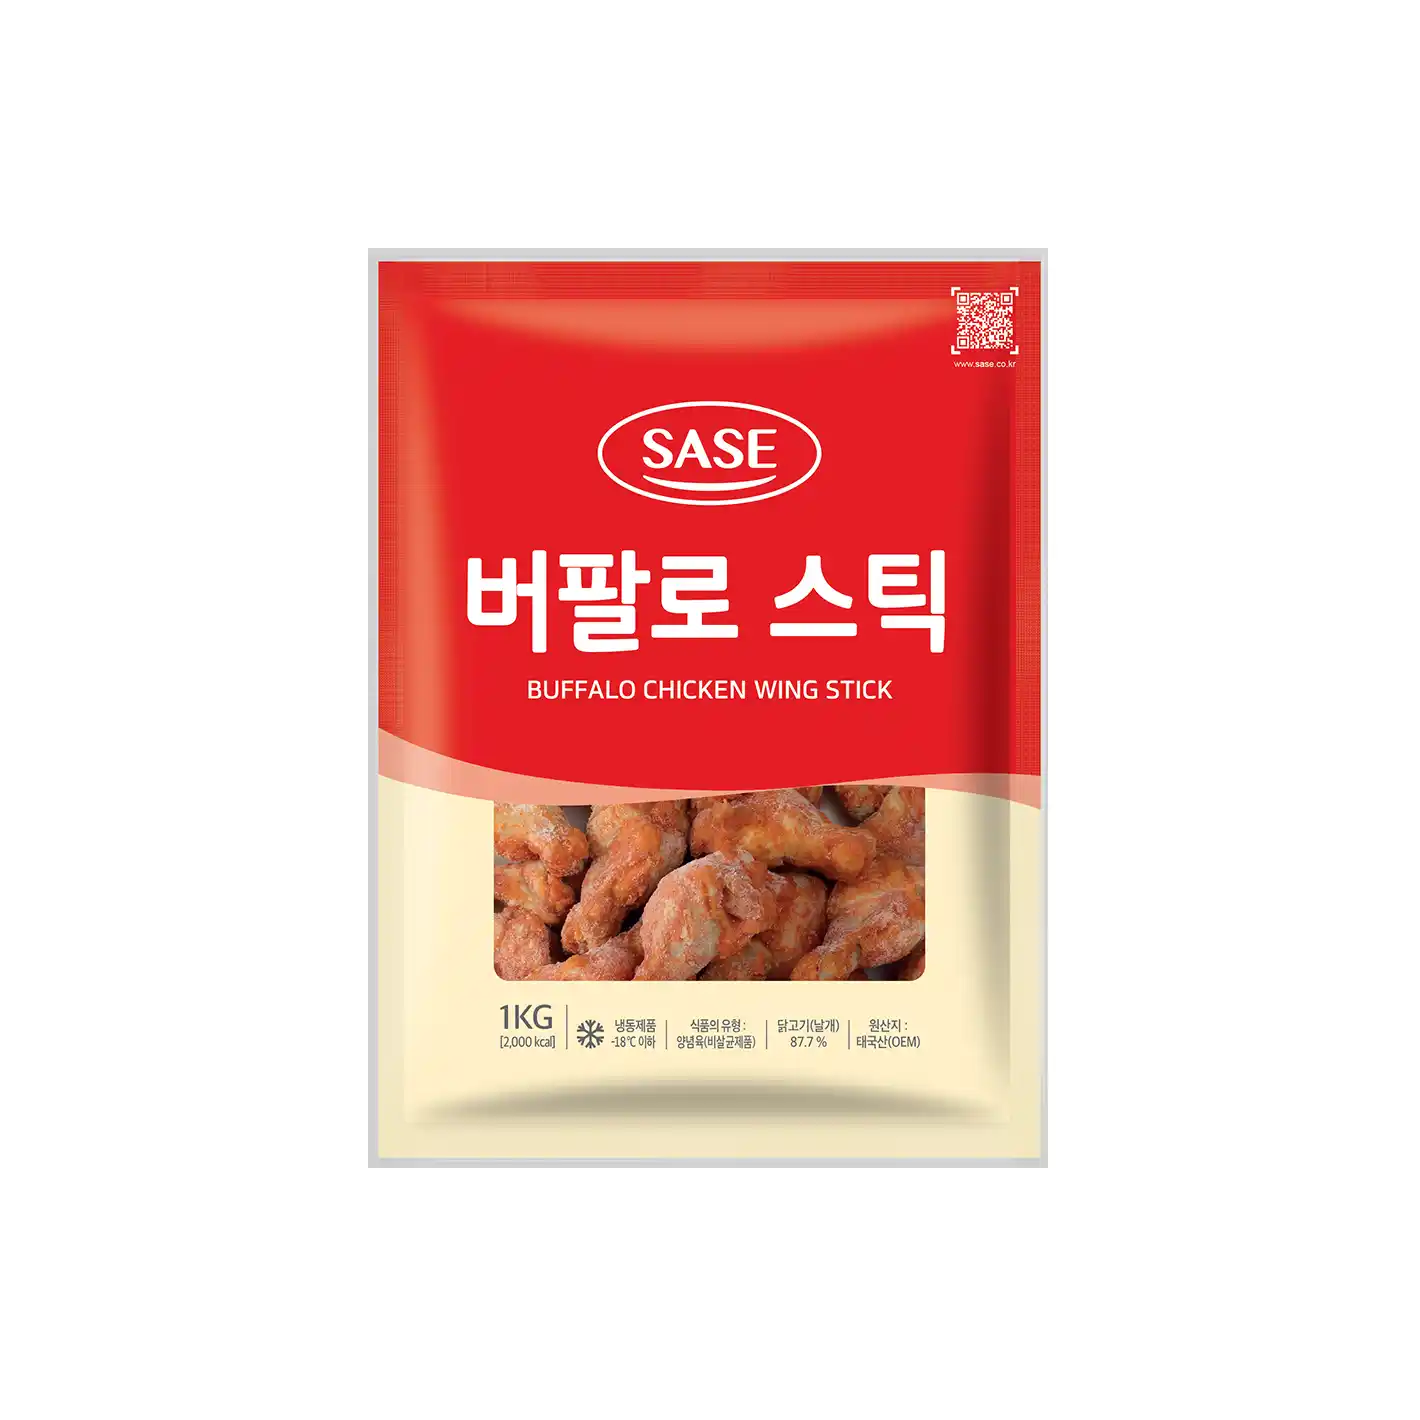 www.sase.co.kr
SASE
버팔로 스틱
BUFFALO CHICKEN WING STICK
1KG
[2,000 kcal]
냉동제품
-18℃ 이하
식품의 유형 :
양념육(비살균제품)
닭고기(날개)
87.7 %
원산지 :
태국산(OEM)